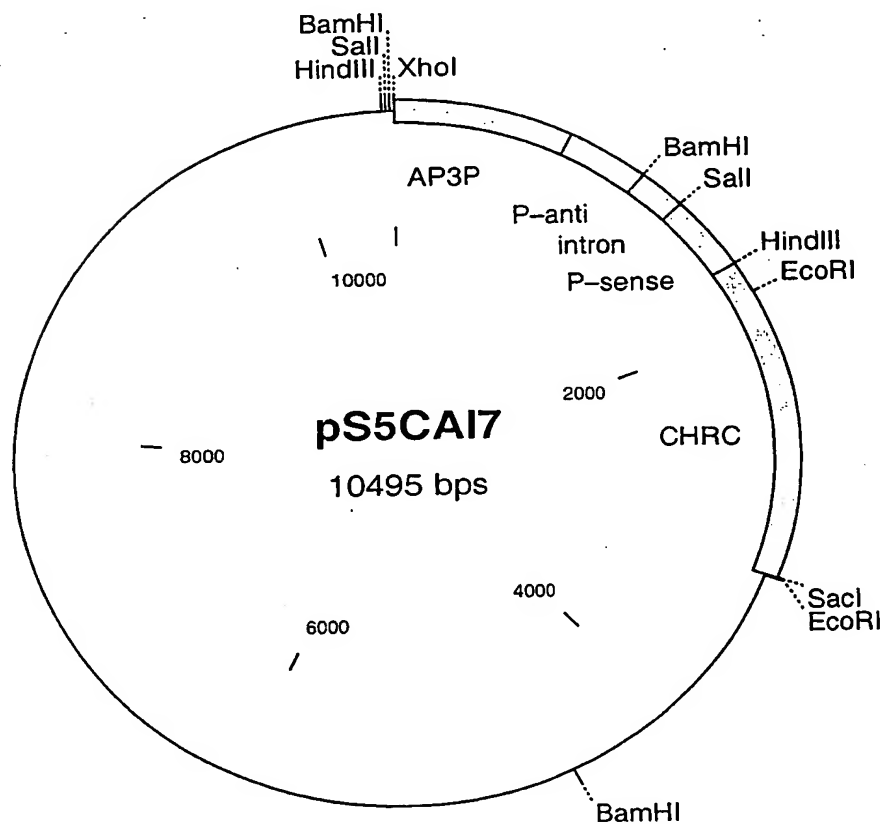 BamHI
SalI
HindIII
XhoI
BamHI
AP3P
SalI
P–anti
intron
HindIII
P–sense
EcoRI
10000
2000
pS5CAI7
CHRC
8000
10495 bps
4000
SacI
EcoRI
6000
BamHI